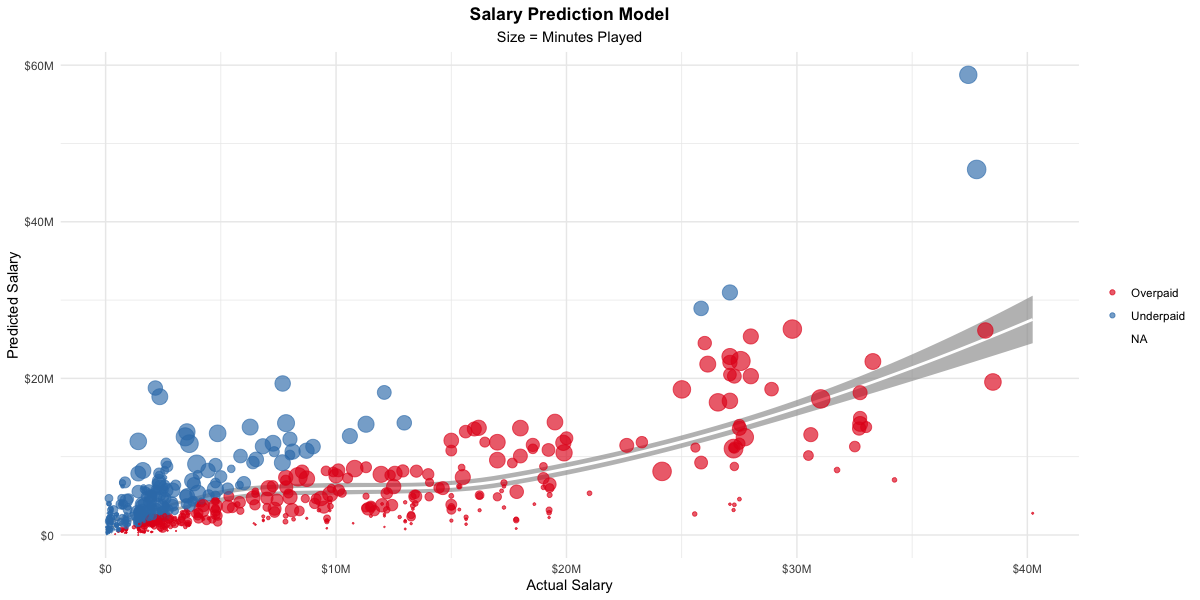 Salary Prediction Model
Size = Minutes Played
$60M
$40M
$20M
$0
Predicted Salary
$0
$10M
$20M
$30M
$40M
Actual Salary
Overpaid
Underpaid
NA